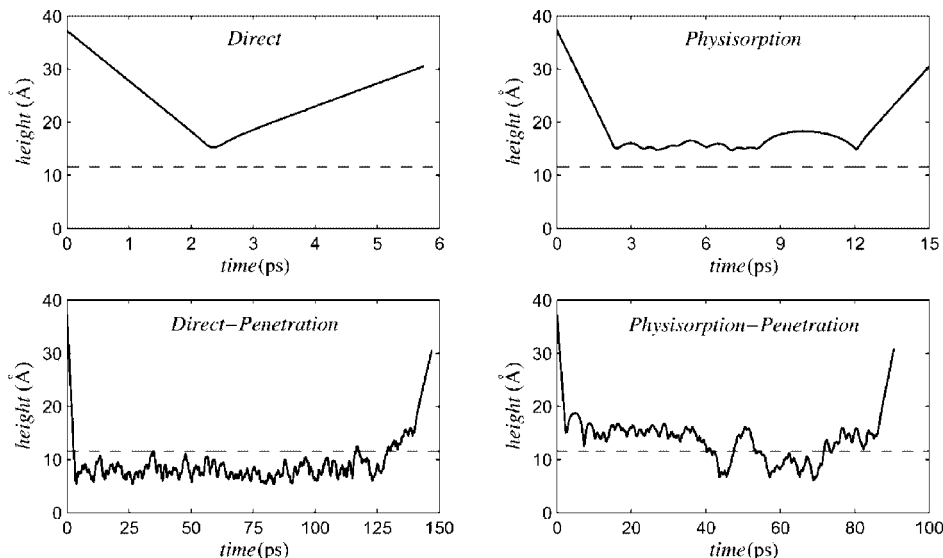 Direct
40
30
20
10
0
height (Å)
0 1 2 3 4 5 6
time(ps)
Physisorption
40
30
20
10
0
height (Å)
0 3 6 9 12 15
time(ps)
Direct−Penetration
40
30
20
10
0
height (Å)
0 25 50 75 100 125 150
time(ps)
Physisorption−Penetration
40
30
20
10
0
height (Å)
0 20 40 60 80 100
time(ps)